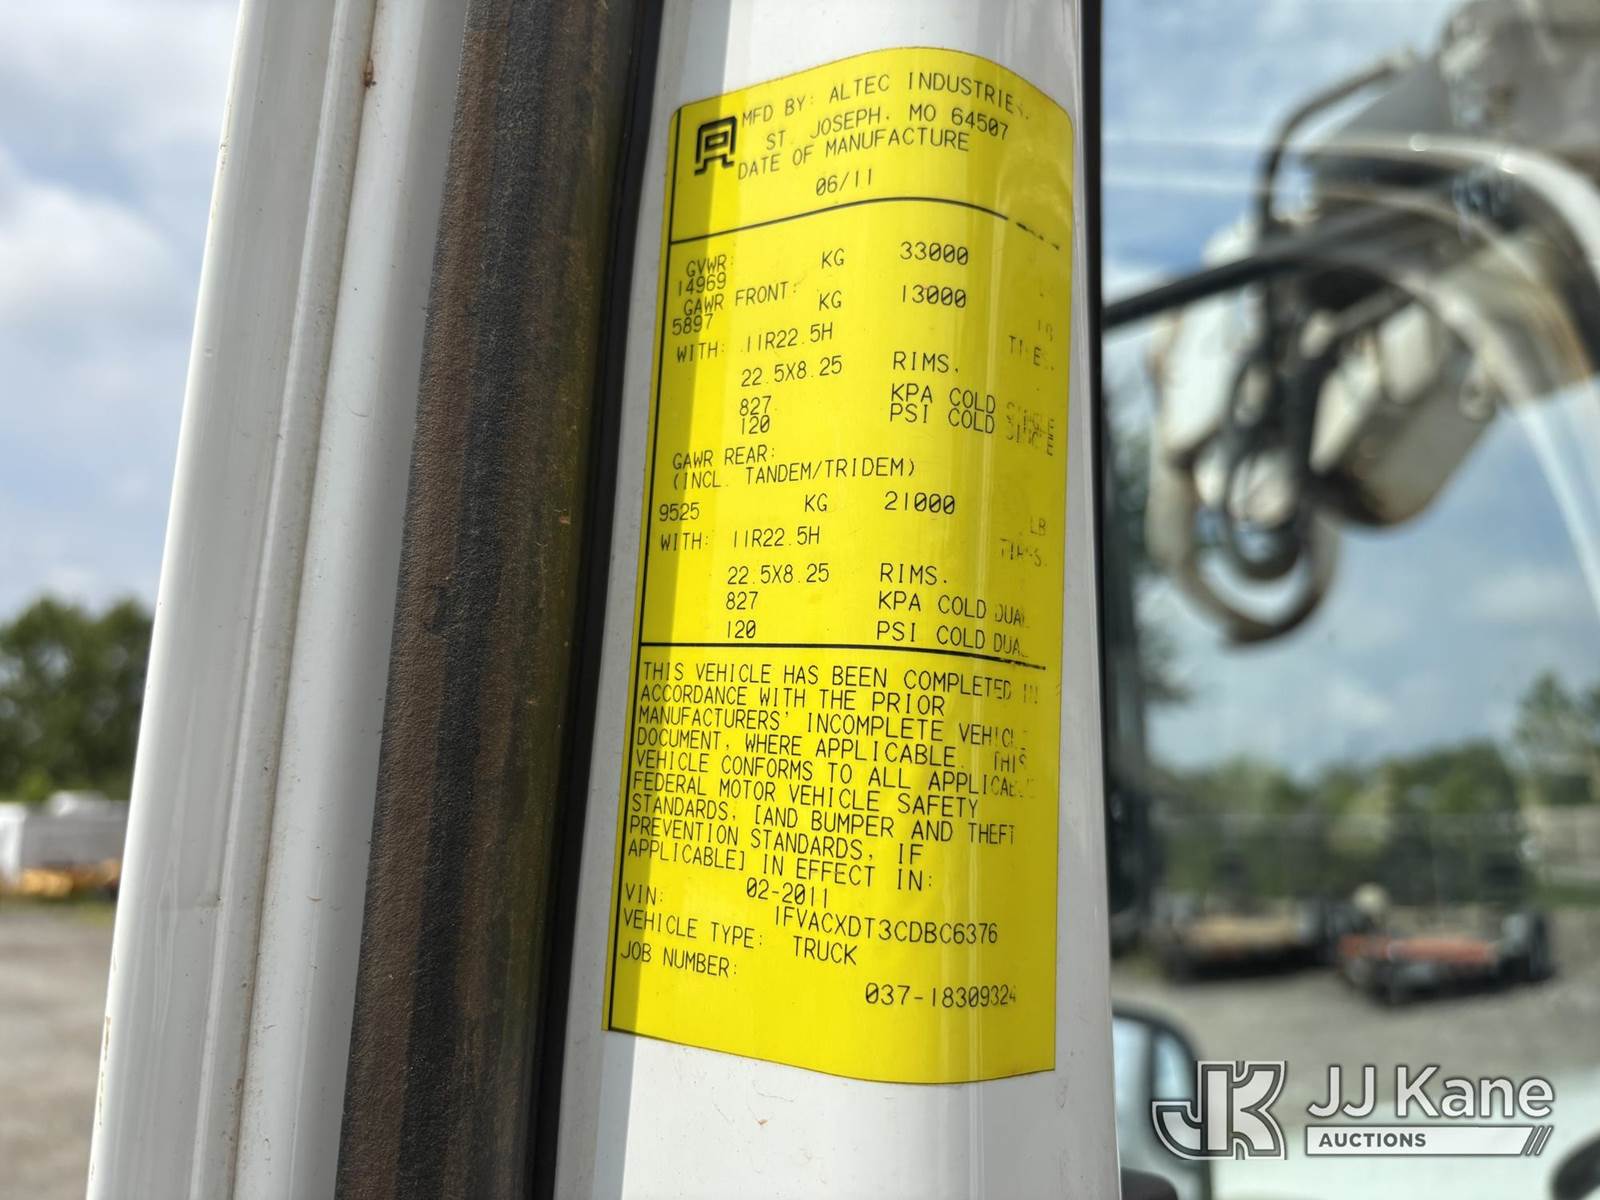 MFD BY: ALTEC INDUSTRIES,
ST. JOSEPH, MO 64507
DATE OF MANUFACTURE
06/11
GVWR: KG 33000
14969
GAWR FRONT: KG 13000
5897
WITH: 11R22.5H
22.5X8.25 RIMS.
827 KPA COLD SINGLE
120 PSI COLD
GAWR REAR:
(INCL. TANDEM/TRIDEM)
9525 KG 21000 LB
WITH: 11R22.5H
22.5X8.25 RIMS.
827 KPA COLD DUAL
120 PSI COLD DUAL
THIS VEHICLE HAS BEEN COMPLETED IN
ACCORDANCE WITH THE PRIOR
MANUFACTURERS' INCOMPLETE VEHICLE
DOCUMENT, WHERE APPLICABLE. THIS
VEHICLE CONFORMS TO ALL APPLICABLE
FEDERAL MOTOR VEHICLE SAFETY
STANDARDS, [AND BUMPER AND THEFT
PREVENTION STANDARDS, IF
APPLICABLE] IN EFFECT IN:
02-2011
VIN: 1FVACXDT3CDBC6376
VEHICLE TYPE: TRUCK
JOB NUMBER:
037-18309324
JK JJ Kane
AUCTIONS